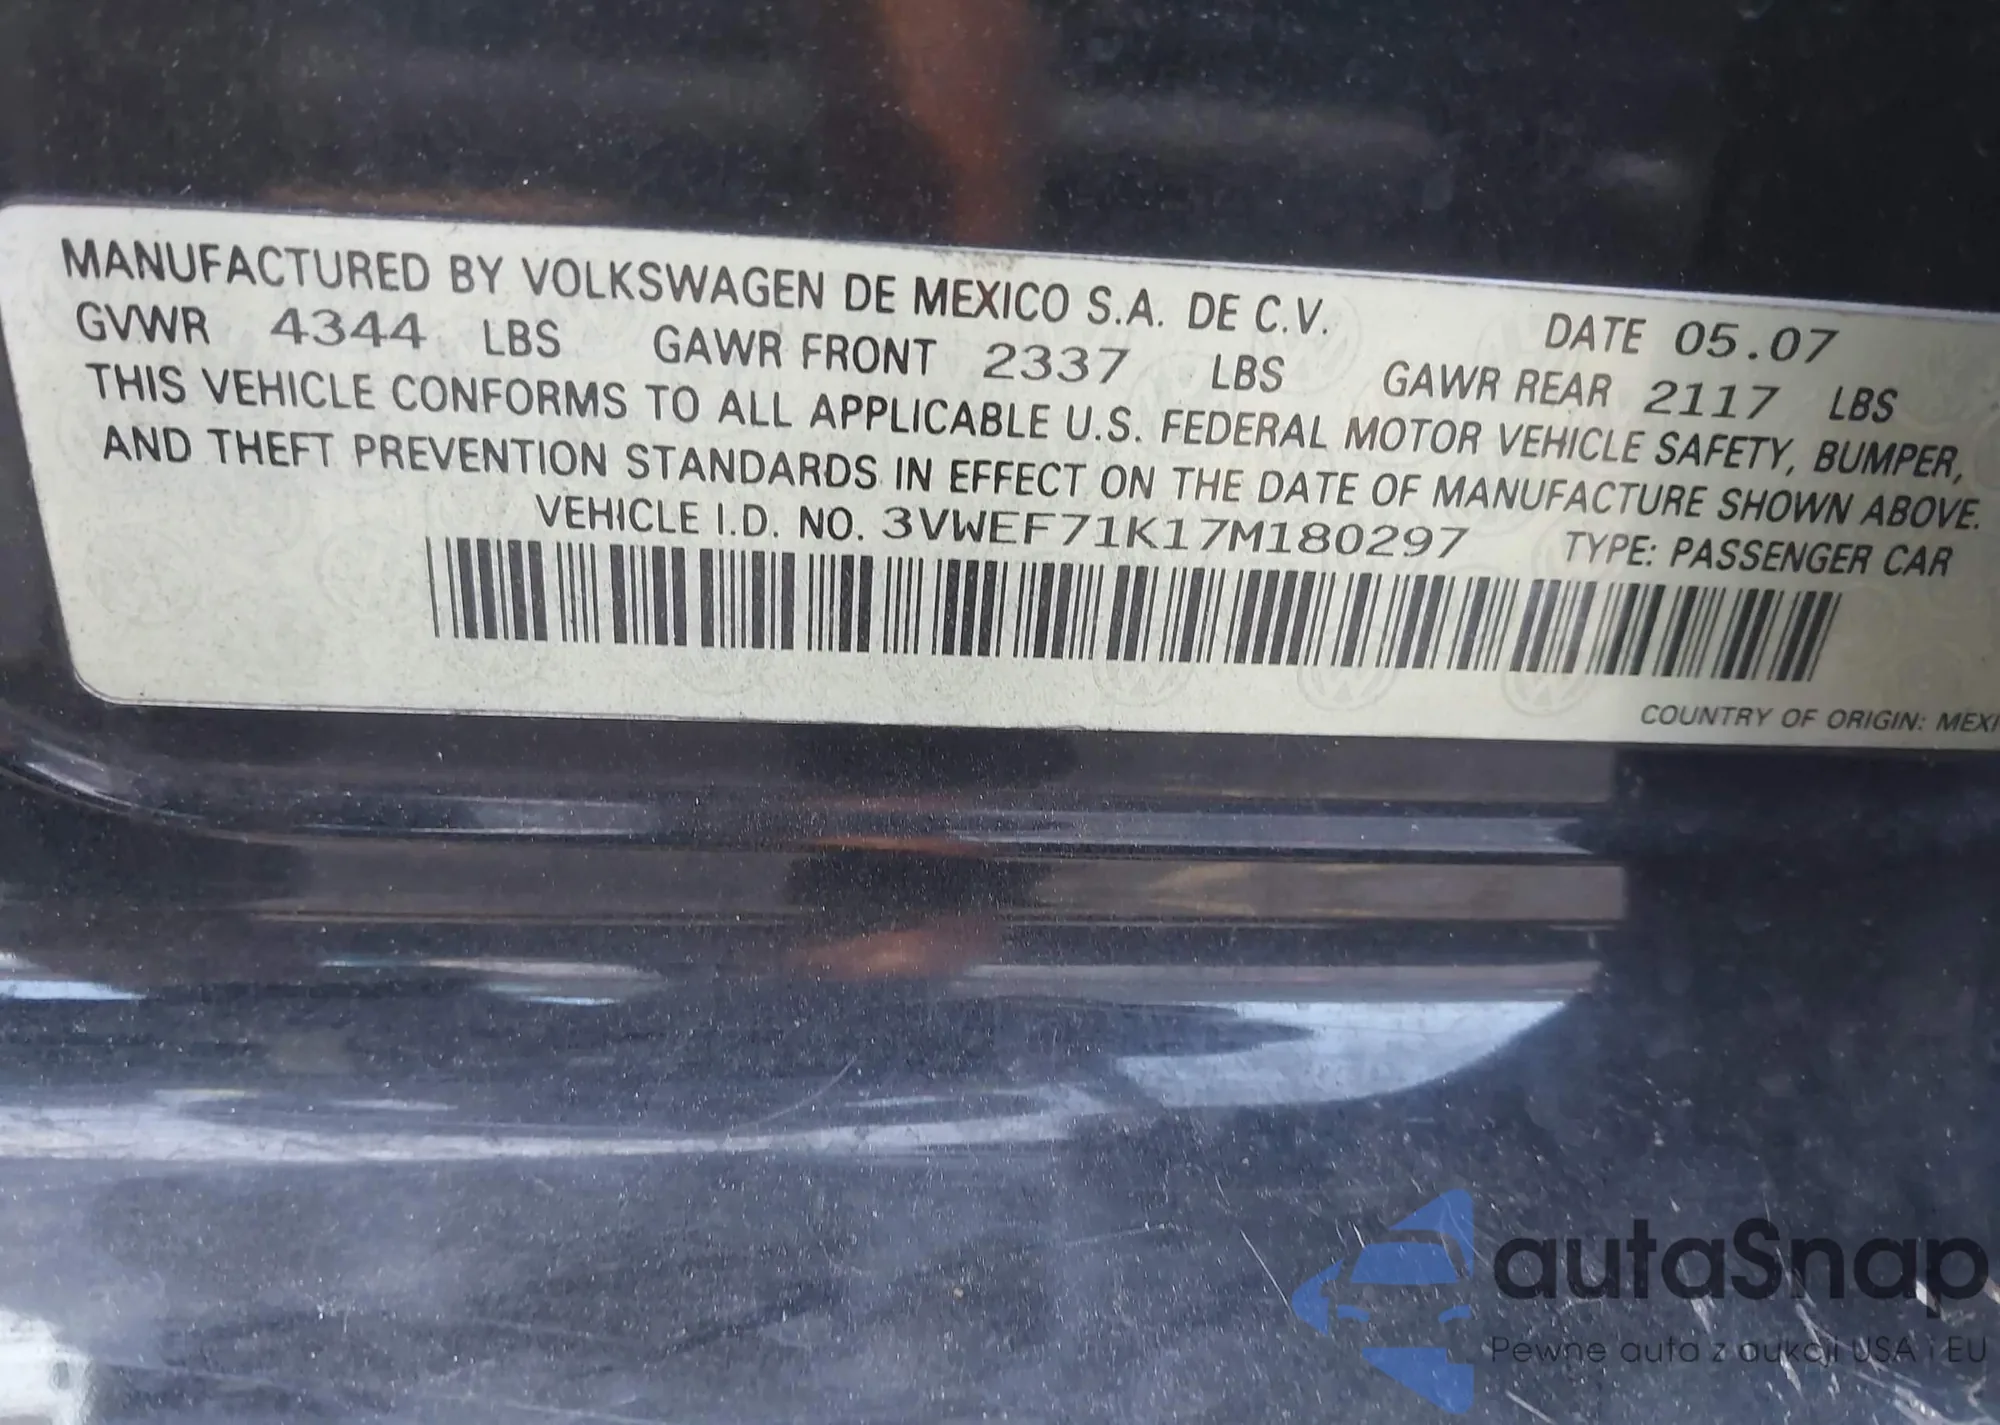 MANUFACTURED BY VOLKSWAGEN DE MEXICO S.A. DE C.V. DATE 05.07
GVWR 4344 LBS GAWR FRONT 2337 LBS GAWR REAR 2117 LBS
THIS VEHICLE CONFORMS TO ALL APPLICABLE U.S. FEDERAL MOTOR VEHICLE SAFETY, BUMPER,
AND THEFT PREVENTION STANDARDS IN EFFECT ON THE DATE OF MANUFACTURE SHOWN ABOVE.
VEHICLE I.D. NO. 3VWEF71K17M180297 TYPE: PASSENGER CAR
COUNTRY OF ORIGIN: MEXI
autaSnap
Pewne auta z aukcji USA i EU